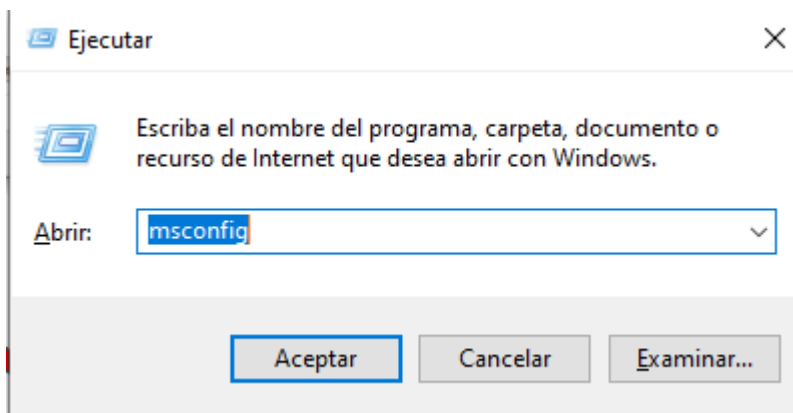 Ejecutar
Escriba el nombre del programa, carpeta, documento o
recurso de Internet que desea abrir con Windows.
Abrir:
msconfig
Aceptar
Cancelar
Examinar...